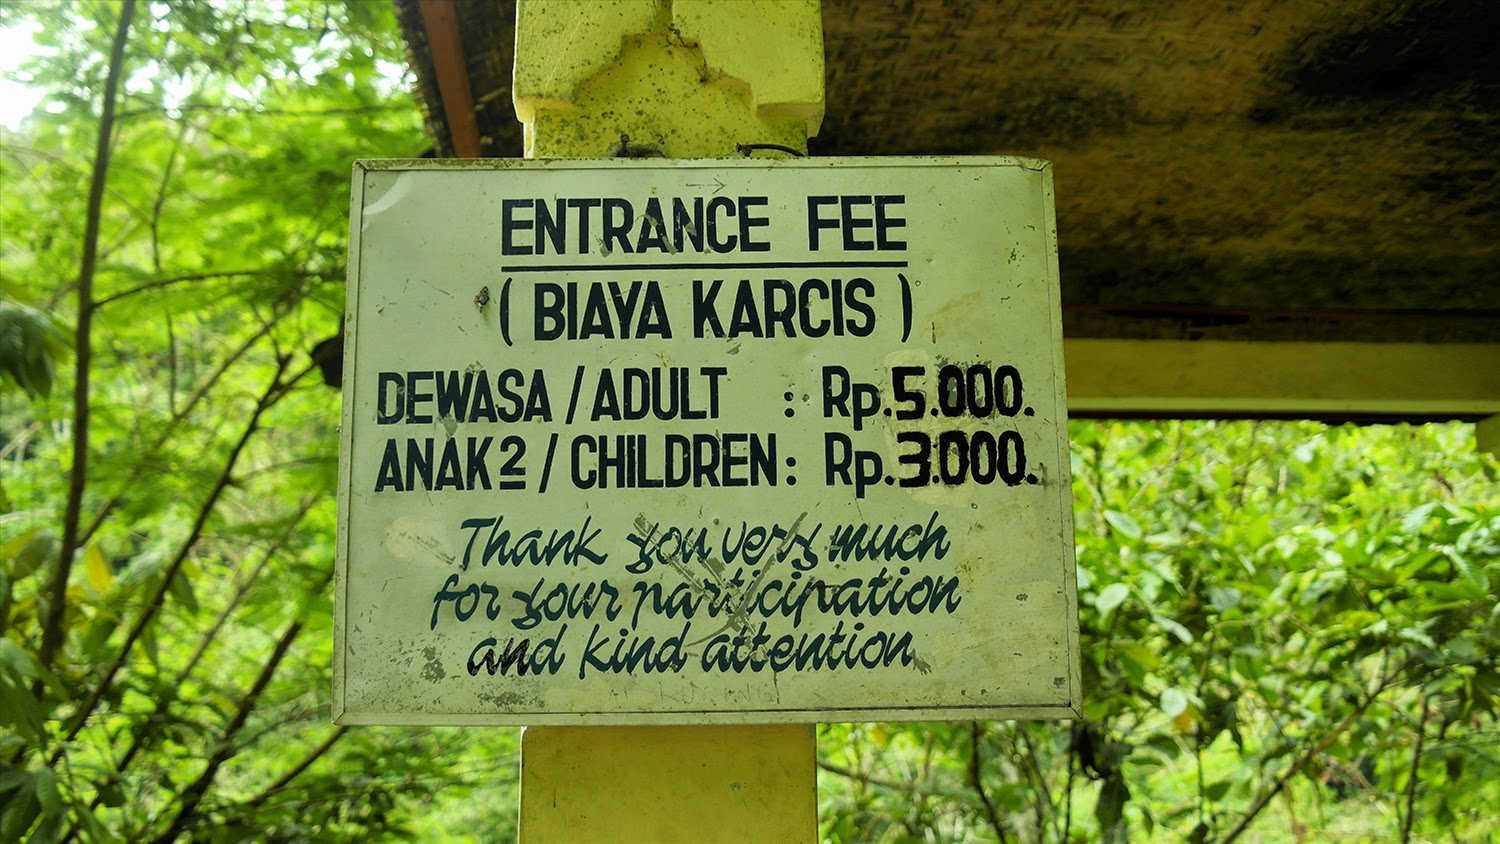 ENTRANCE FEE
( BIAYA KARCIS )
DEWASA / ADULT : Rp.5.000.
ANAK2 / CHILDREN : Rp.3.000.
Thank you very much
for your participation
and kind attention